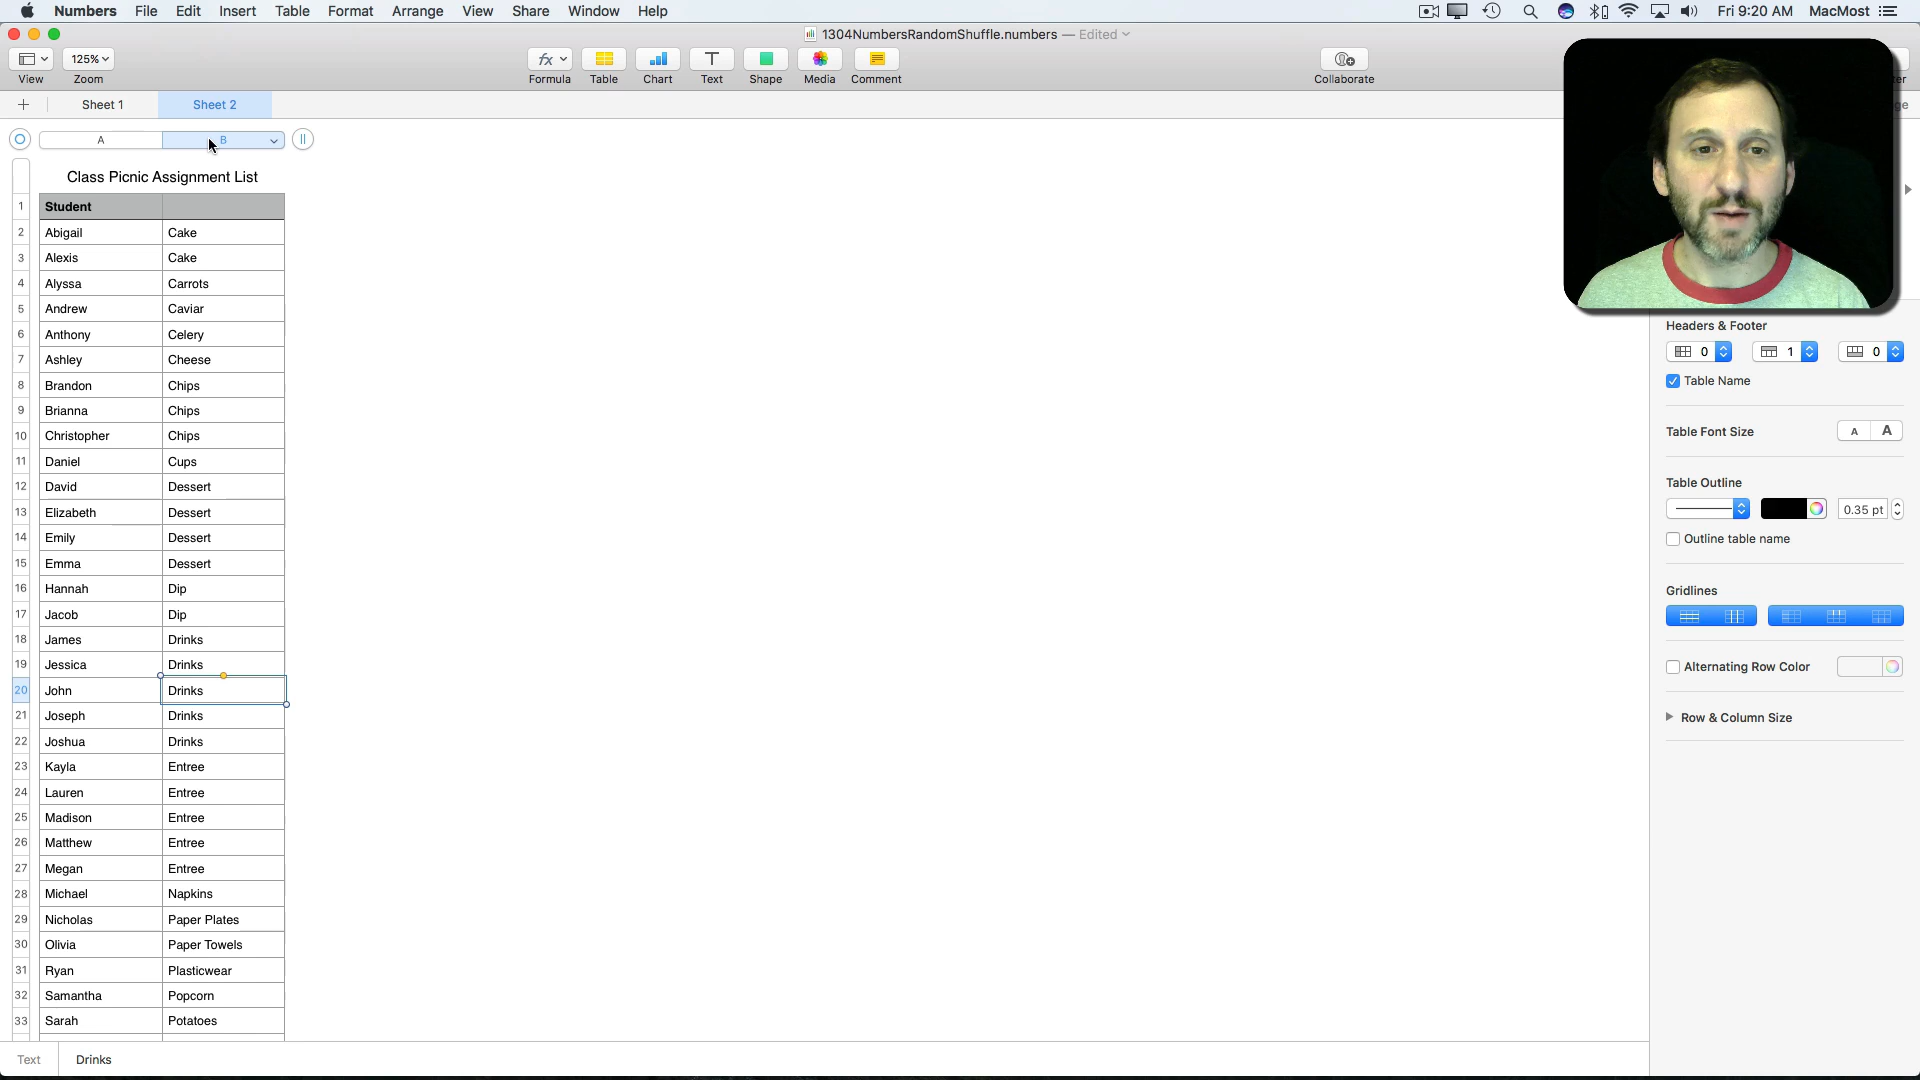 Numbers File Edit Insert Table Format Arrange View Share Window Help Fri 9:20 AM MacMost
1304NumbersRandomShuffle.numbers — Edited
125%
View Zoom Formula Table Chart Text Shape Media Comment Collaborate
Sheet 1 Sheet 2
A B
Class Picnic Assignment List
1 Student
2 Abigail Cake
3 Alexis Cake
4 Alyssa Carrots
5 Andrew Caviar
6 Anthony Celery
7 Ashley Cheese
8 Brandon Chips
9 Brianna Chips
10 Christopher Chips
11 Daniel Cups
12 David Dessert
13 Elizabeth Dessert
14 Emily Dessert
15 Emma Dessert
16 Hannah Dip
17 Jacob Dip
18 James Drinks
19 Jessica Drinks
20 John Drinks
21 Joseph Drinks
22 Joshua Drinks
23 Kayla Entree
24 Lauren Entree
25 Madison Entree
26 Matthew Entree
27 Megan Entree
28 Michael Napkins
29 Nicholas Paper Plates
30 Olivia Paper Towels
31 Ryan Plasticwear
32 Samantha Popcorn
33 Sarah Potatoes
Text Drinks
Headers & Footer
0 1 0
Table Name
Table Font Size A A
Table Outline
0.35 pt
Outline table name
Gridlines
Alternating Row Color
Row & Column Size